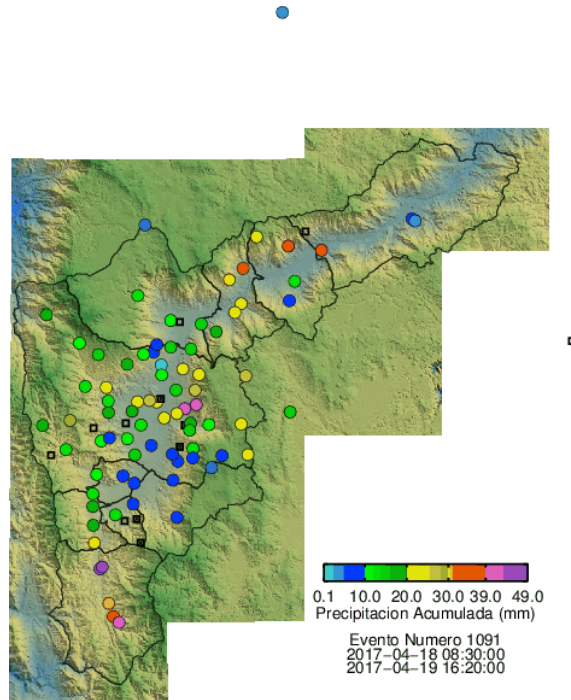 0.1 10.0 20.0 30.0 39.0 49.0
Precipitacion Acumulada (mm)
Evento Numero 1091
2017-04-18 08:30:00
2017-04-19 16:20:00